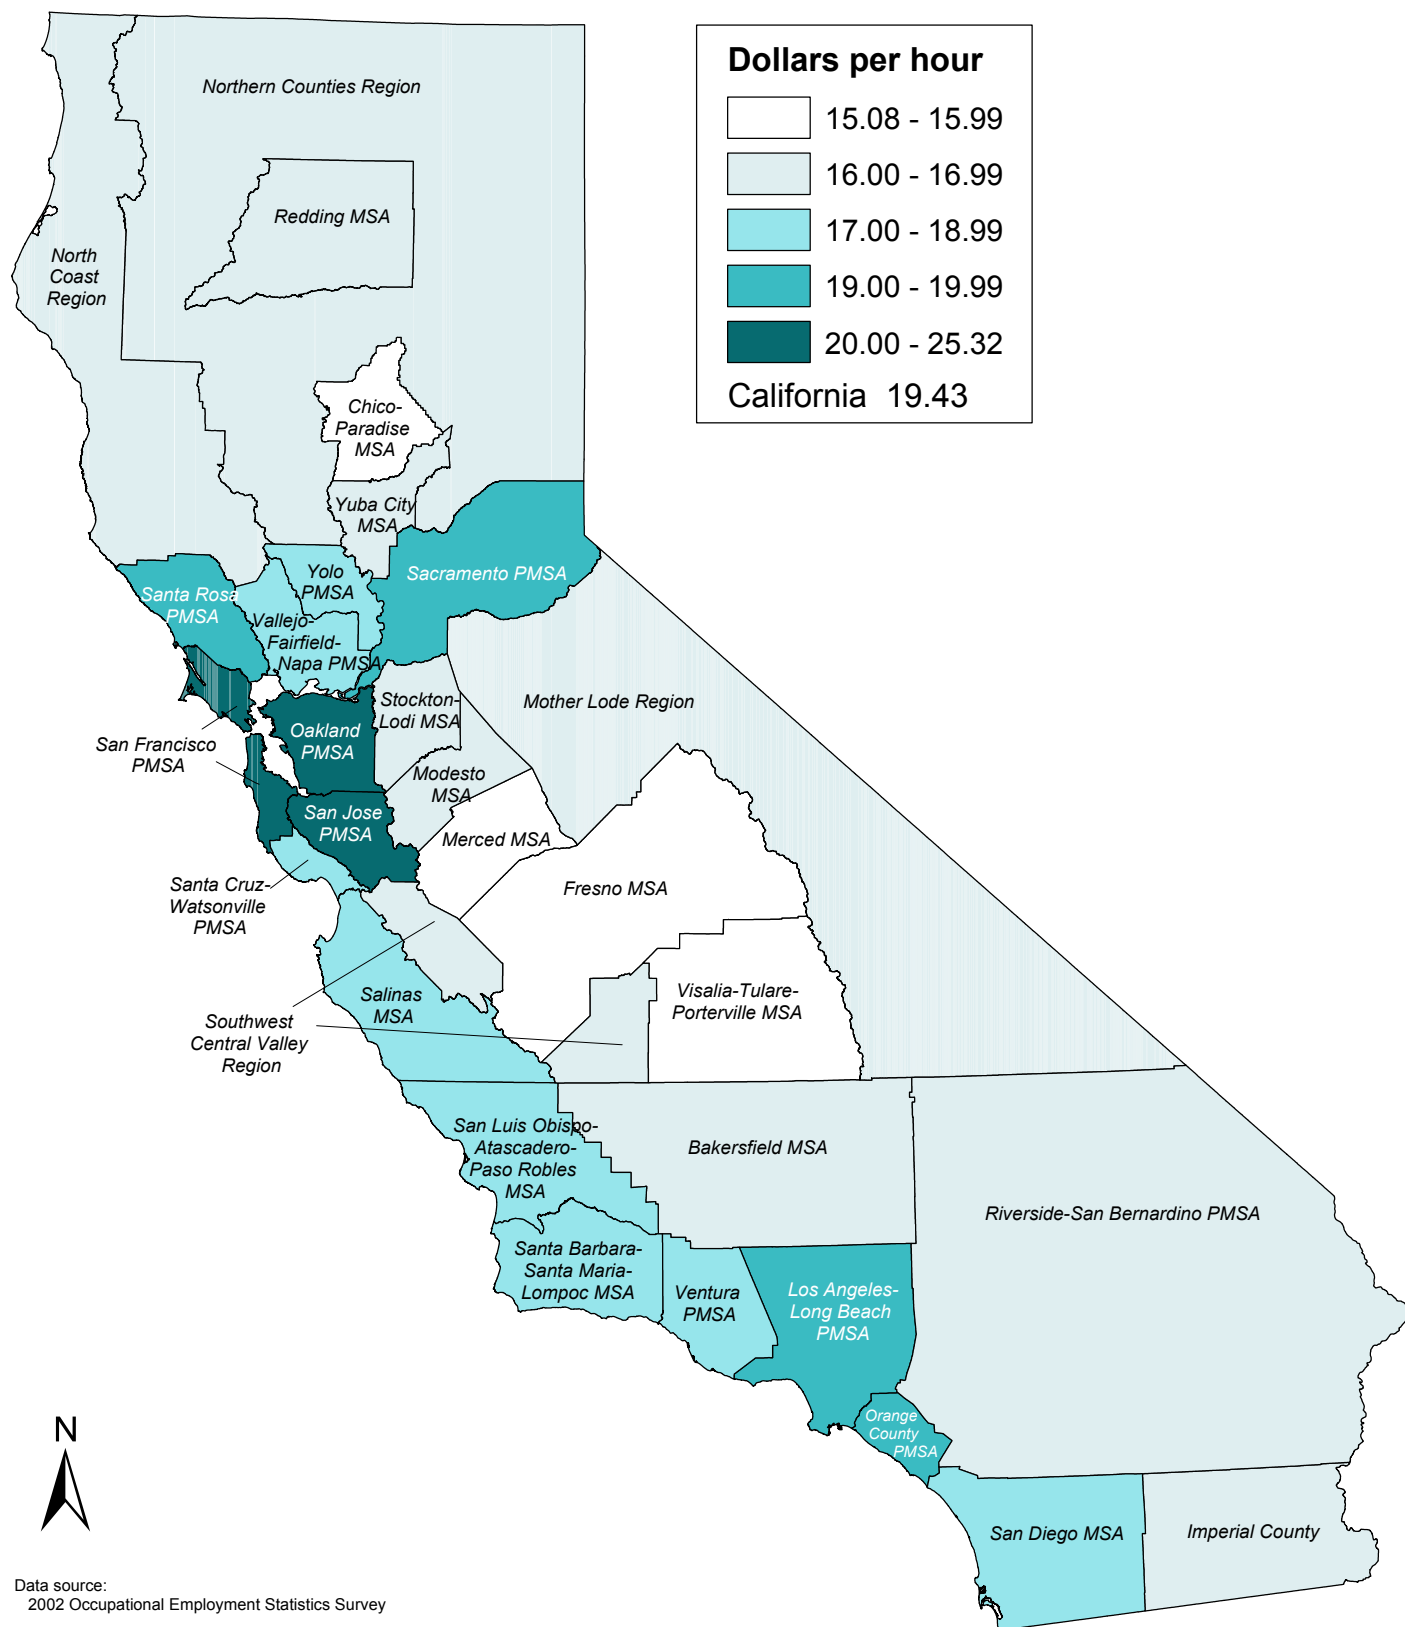 Dollars per hour
15.08 - 15.99
16.00 - 16.99
17.00 - 18.99
19.00 - 19.99
20.00 - 25.32
California 19.43
Northern Counties Region
Redding MSA
North
Coast
Region
Chico-
Paradise
MSA
Yuba City
MSA
Yolo
PMSA
Sacramento PMSA
Santa Rosa
PMSA
Vallejo-
Fairfield-
Napa PMSA
Stockton-
Lodi MSA
Mother Lode Region
Oakland
PMSA
San Francisco
PMSA
Modesto
MSA
San Jose
PMSA
Merced MSA
Santa Cruz-
Watsonville
PMSA
Fresno MSA
Salinas
MSA
Visalia-Tulare-
Porterville MSA
Southwest
Central Valley
Region
San Luis Obispo-
Atascadero-
Paso Robles
MSA
Bakersfield MSA
Riverside-San Bernardino PMSA
Santa Barbara-
Santa Maria-
Lompoc MSA
Ventura
PMSA
Los Angeles-
Long Beach
PMSA
Orange
County
PMSA
San Diego MSA
Imperial County
N
Data source:
2002 Occupational Employment Statistics Survey